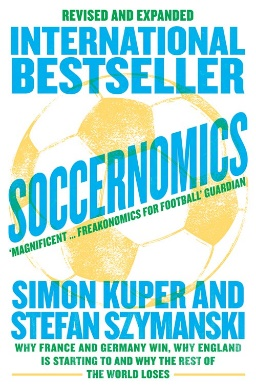 REVISED AND EXPANDED
INTERNATIONAL
BESTSELLER
SOCCERNOMICS
'MAGNIFICENT ... FREAKONOMICS FOR FOOTBALL' GUARDIAN
SIMON KUPER AND
STEFAN SZYMANSKI
WHY FRANCE AND GERMANY WIN, WHY ENGLAND
IS STARTING TO AND WHY THE REST OF
THE WORLD LOSES